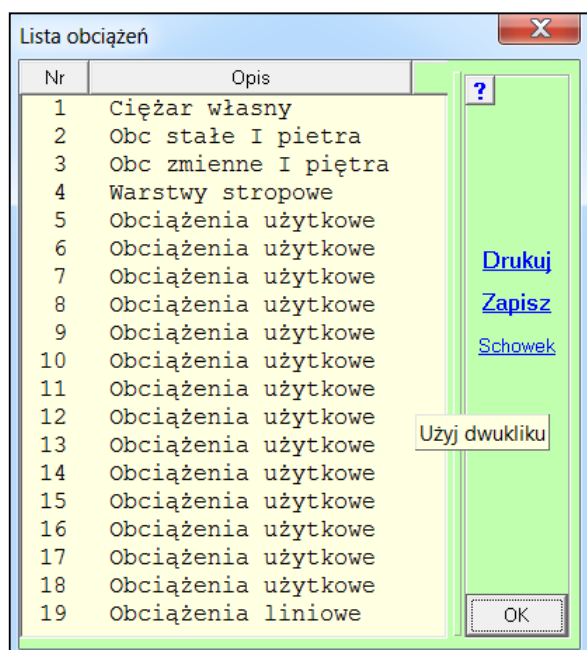 Lista obciążeń
X
Nr Opis
?
1 Ciężar własny
2 Obc stałe I pietra
3 Obc zmienne I piętra
4 Warstwy stropowe
5 Obciążenia użytkowe
6 Obciążenia użytkowe
7 Obciążenia użytkowe
8 Obciążenia użytkowe
9 Obciążenia użytkowe
10 Obciążenia użytkowe
11 Obciążenia użytkowe
12 Obciążenia użytkowe
13 Obciążenia użytkowe
14 Obciążenia użytkowe
15 Obciążenia użytkowe
16 Obciążenia użytkowe
17 Obciążenia użytkowe
18 Obciążenia użytkowe
19 Obciążenia liniowe
Drukuj
Zapisz
Schowek
Użyj dwukliku
OK